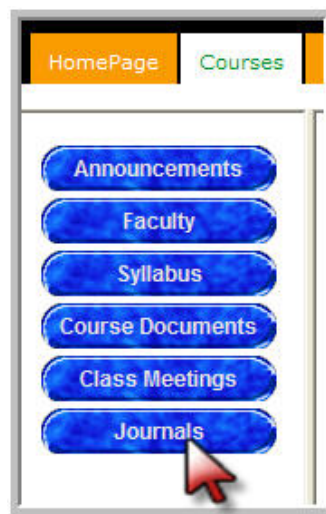 HomePage Courses
Announcements
Faculty
Syllabus
Course Documents
Class Meetings
Journals